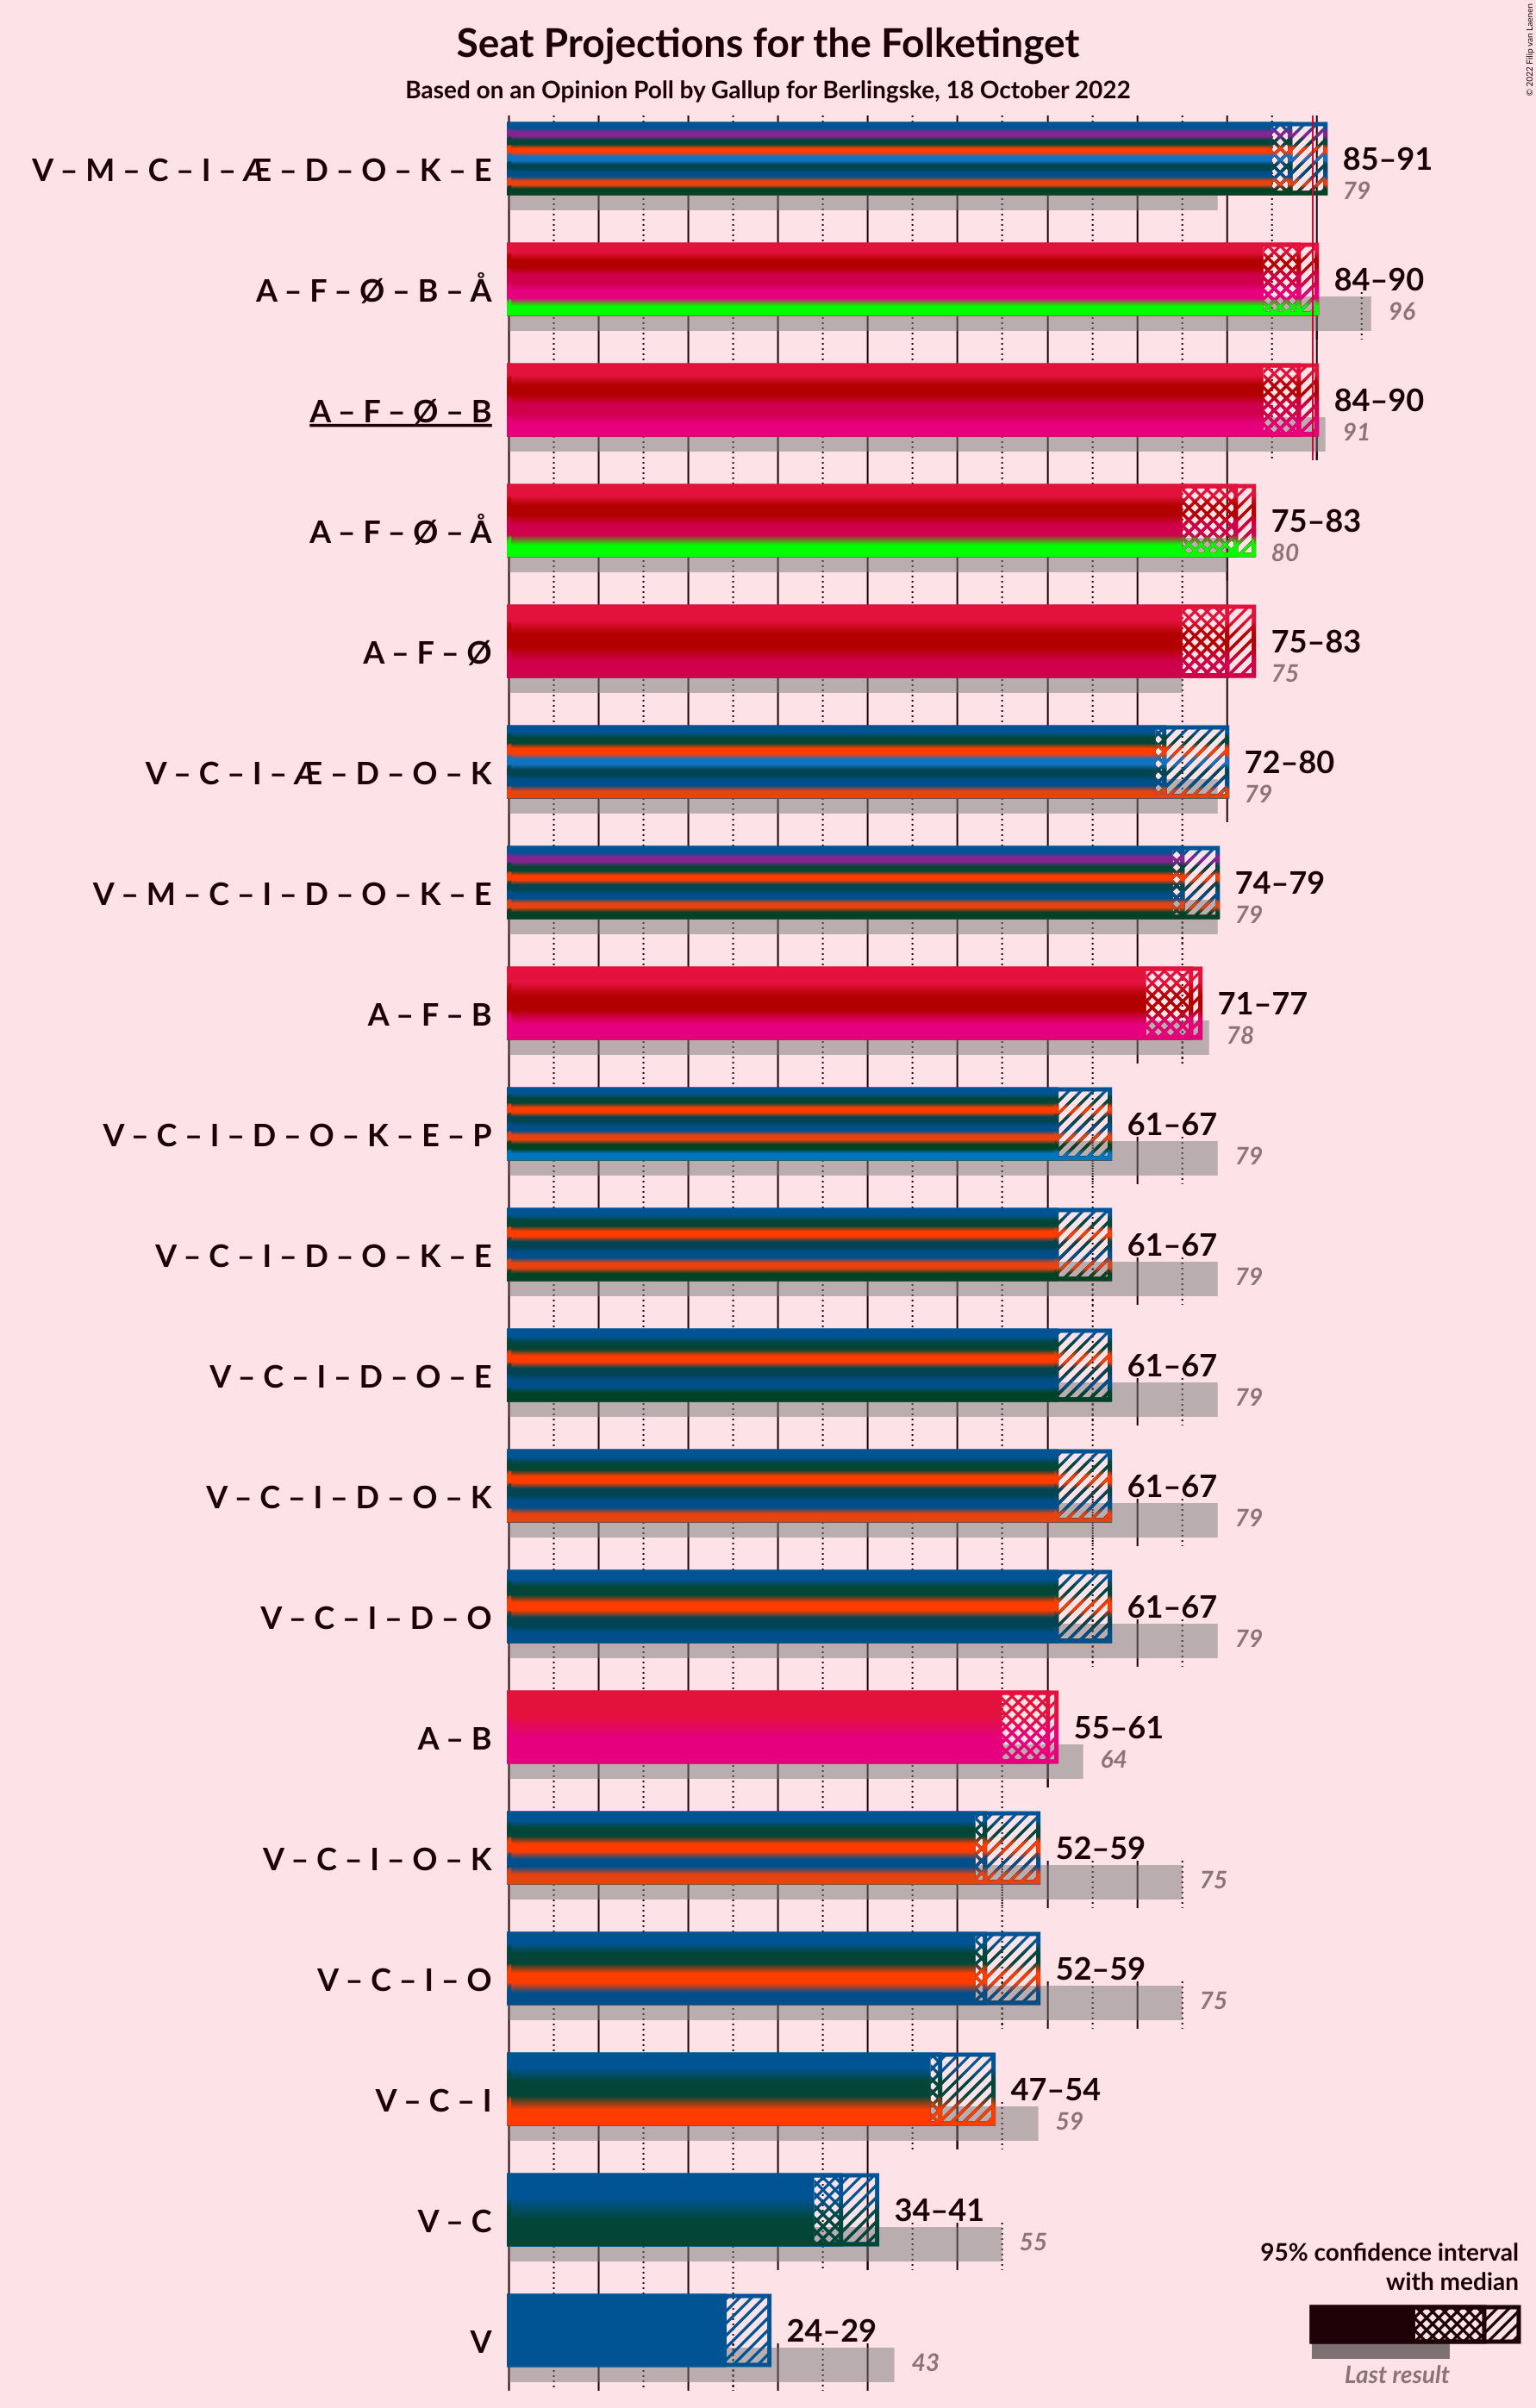 © 2022 Filip van Laenen
Seat Projections for the Folketinget
Based on an Opinion Poll by Gallup for Berlingske, 18 October 2022
V – M – C – I – Æ – D – O – K – E
85–91
79
A – F – Ø – B – Å
84–90
96
A – F – Ø – B
84–90
91
A – F – Ø – Å
75–83
80
A – F – Ø
75–83
75
V – C – I – Æ – D – O – K
72–80
79
V – M – C – I – D – O – K – E
74–79
79
A – F – B
71–77
78
V – C – I – D – O – K – E – P
61–67
79
V – C – I – D – O – K – E
61–67
79
V – C – I – D – O – E
61–67
79
V – C – I – D – O – K
61–67
79
V – C – I – D – O
61–67
79
A – B
55–61
64
V – C – I – O – K
52–59
75
V – C – I – O
52–59
75
V – C – I
47–54
59
V – C
34–41
55
V
24–29
43
95% confidence interval
with median
Last result